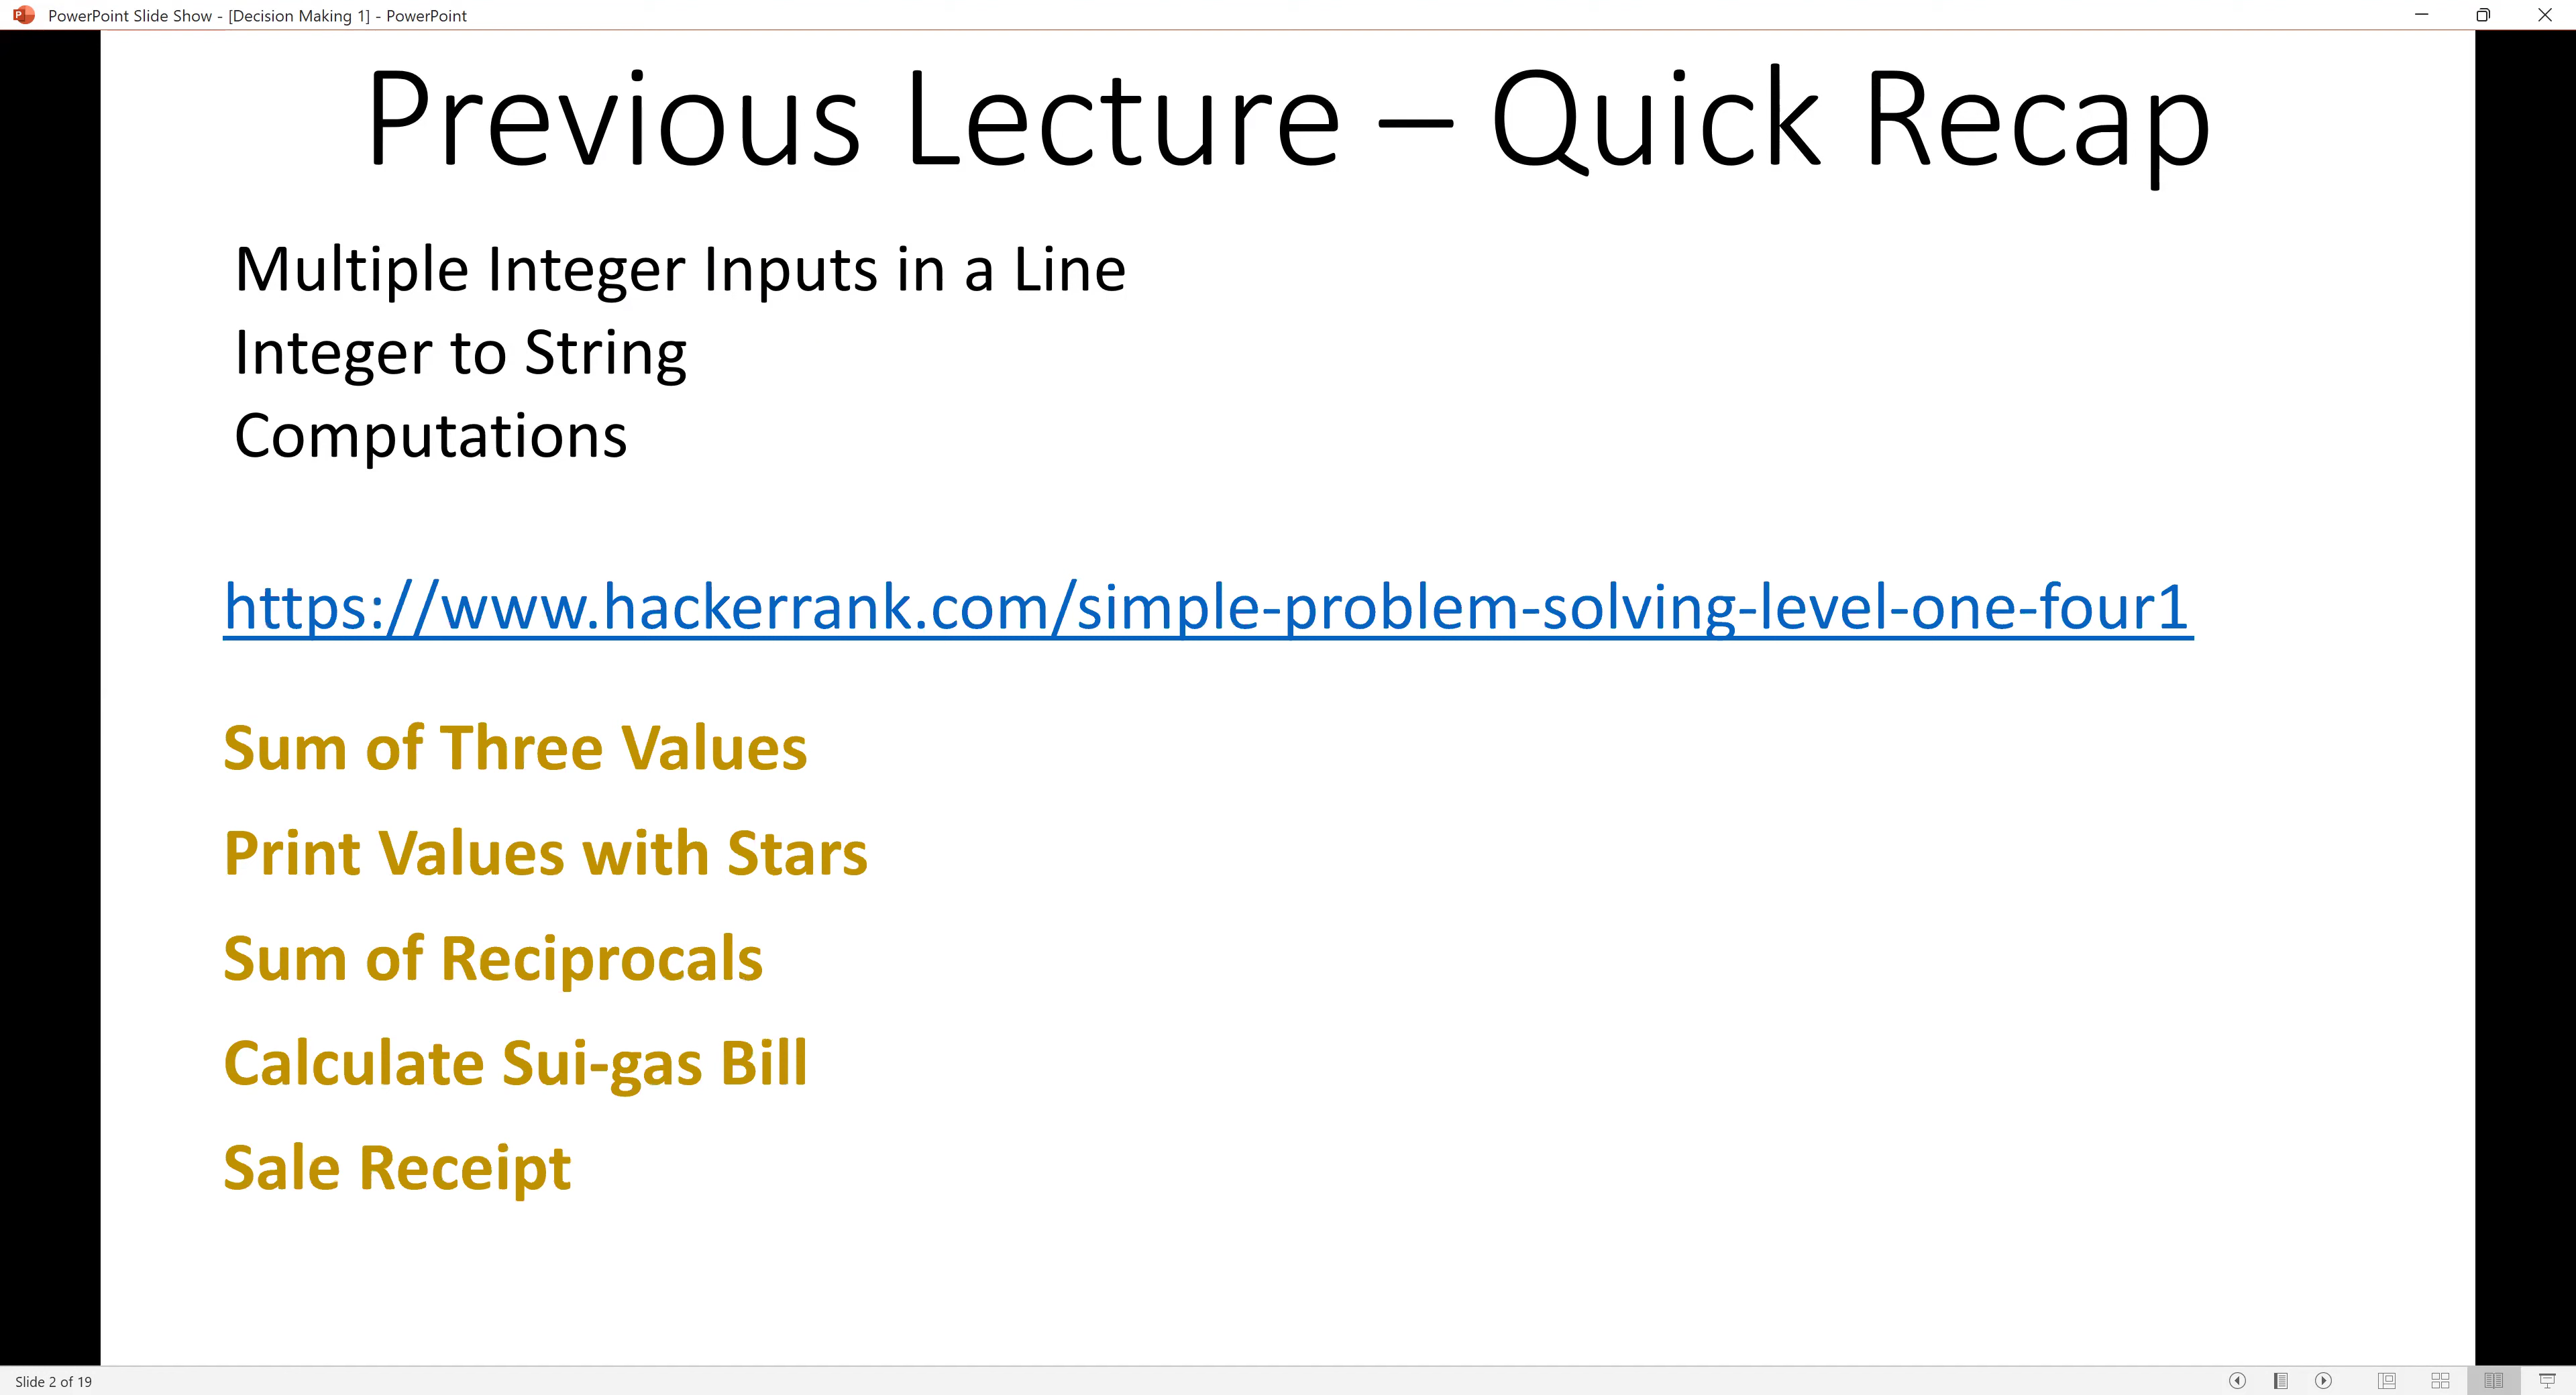 PowerPoint Slide Show - [Decision Making 1] - PowerPoint
Previous Lecture – Quick Recap
Multiple Integer Inputs in a Line
Integer to String
Computations
https://www.hackerrank.com/simple-problem-solving-level-one-four1
Sum of Three Values
Print Values with Stars
Sum of Reciprocals
Calculate Sui-gas Bill
Sale Receipt
Slide 2 of 19